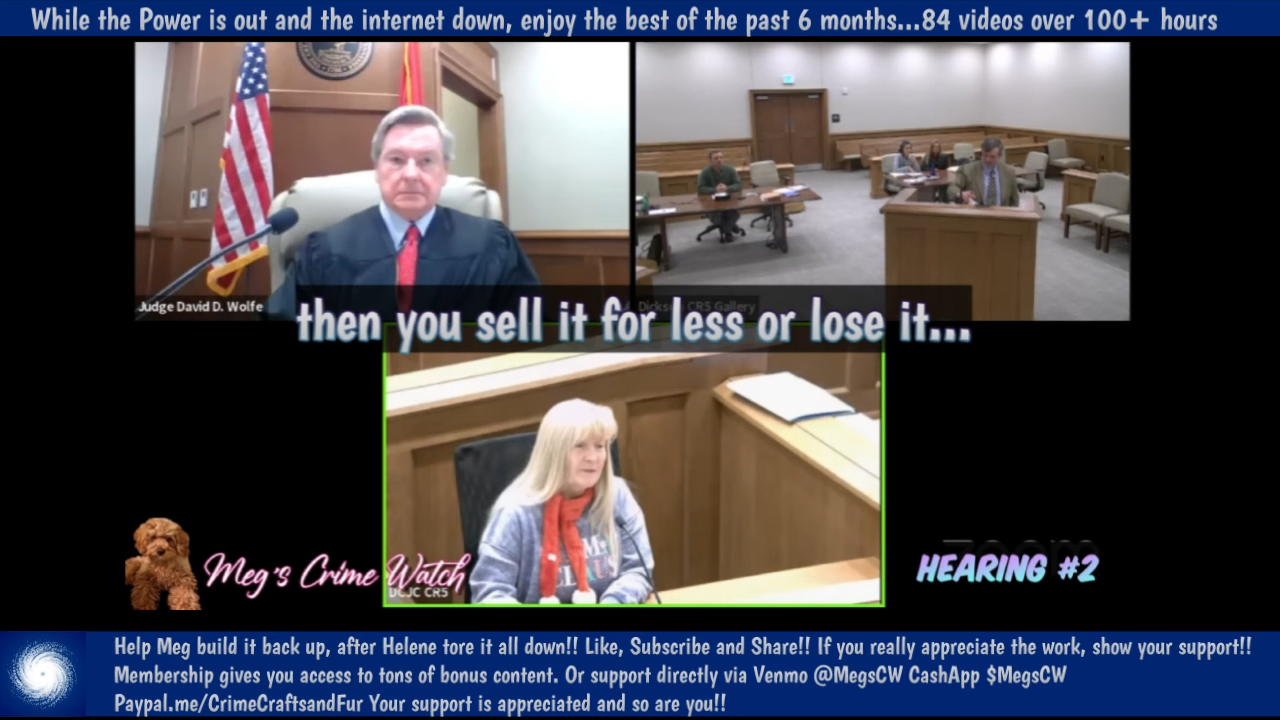 While the Power is out and the internet down, enjoy the best of the past 6 months...84 videos over 100+ hours
Judge David D. Wolfe
CR5 Gallery
then you sell it for less or lose it...
Meg's Crime Watch
DCJC CR5
HEARING #2
Help Meg build it back up, after Helene tore it all down!! Like, Subscribe and Share!! If you really appreciate the work, show your support!!
Membership gives you access to tons of bonus content. Or support directly via Venmo @MegsCW CashApp $MegsCW
Paypal.me/CrimeCraftsandFur Your support is appreciated and so are you!!